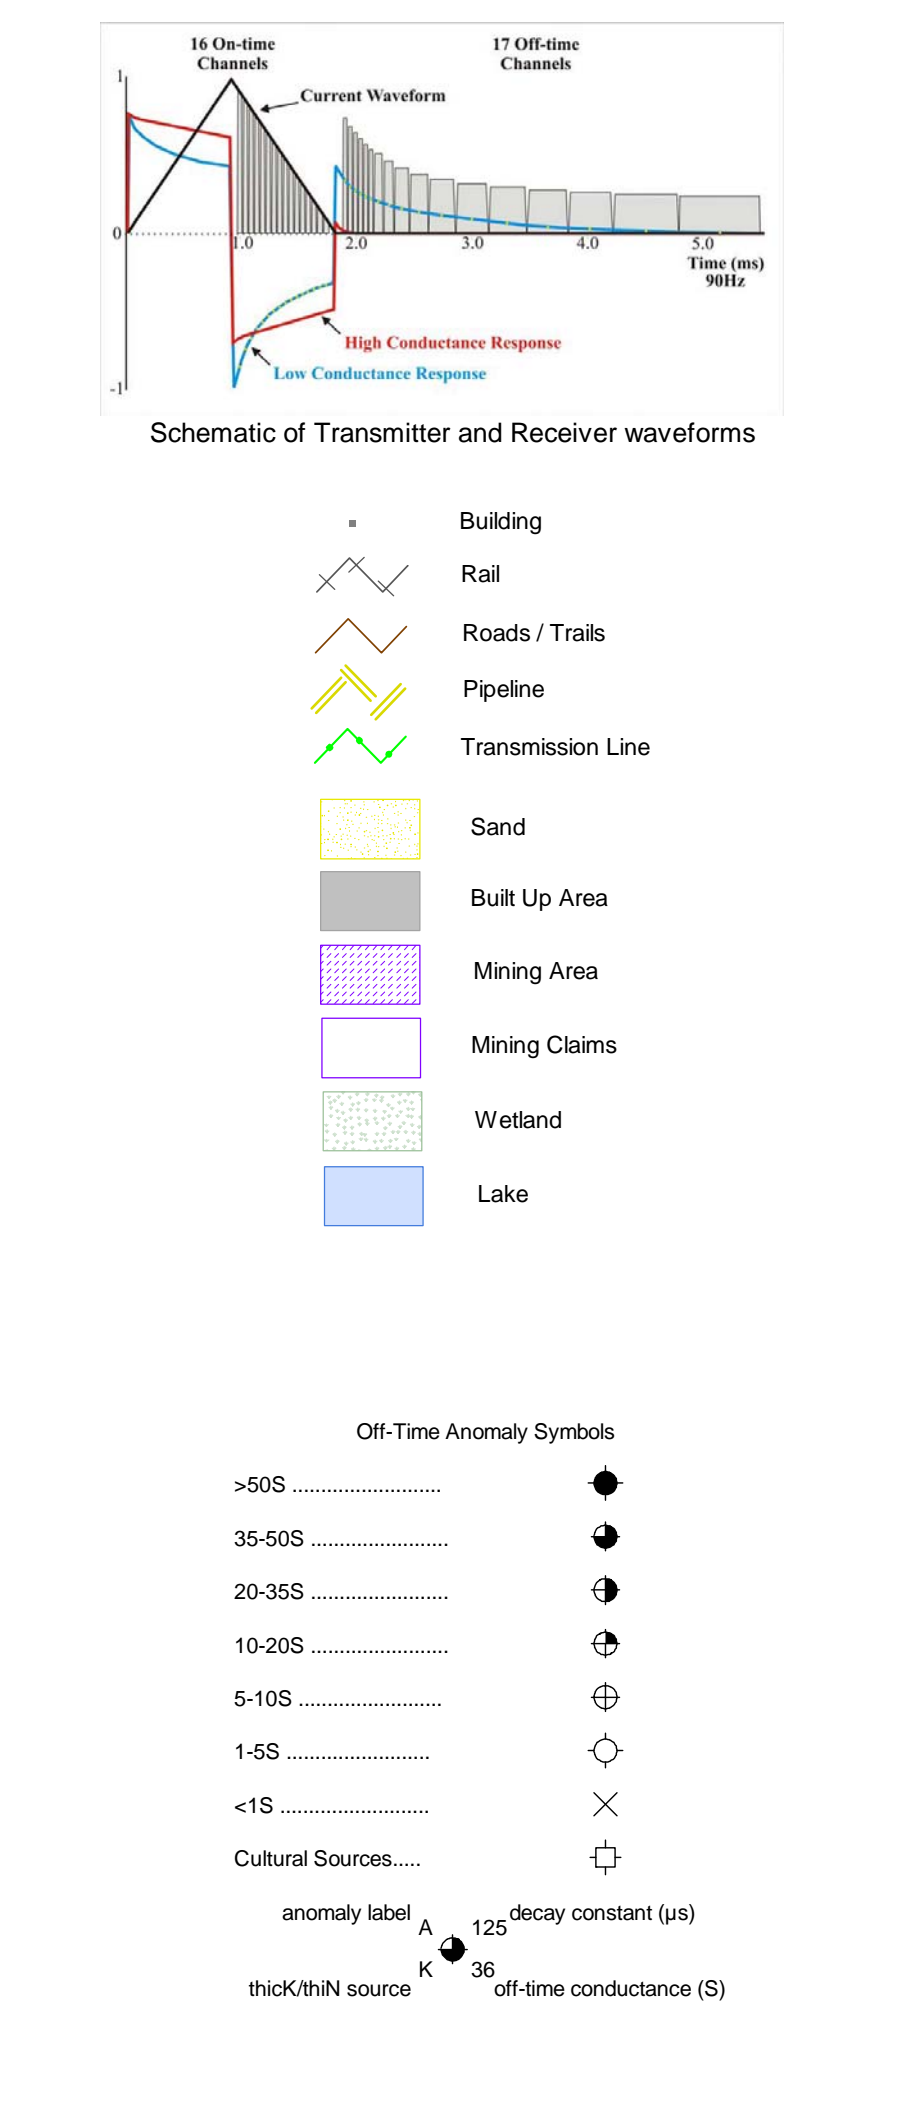 16 On-time
Channels
17 Off-time
Channels
1
Current Waveform
0
1.0
2.0
3.0
4.0
5.0
Time (ms)
90Hz
High Conductance Response
Low Conductance Response
-1
Schematic of Transmitter and Receiver waveforms
Building
Rail
Roads / Trails
Pipeline
Transmission Line
Sand
Built Up Area
Mining Area
Mining Claims
Wetland
Lake
Off-Time Anomaly Symbols
>50S ..........................
35-50S ........................
20-35S ........................
10-20S ........................
5-10S .........................
1-5S .........................
<1S ..........................
Cultural Sources.....
anomaly label A 125 decay constant (µs)
thicK/thiN source K 36 off-time conductance (S)